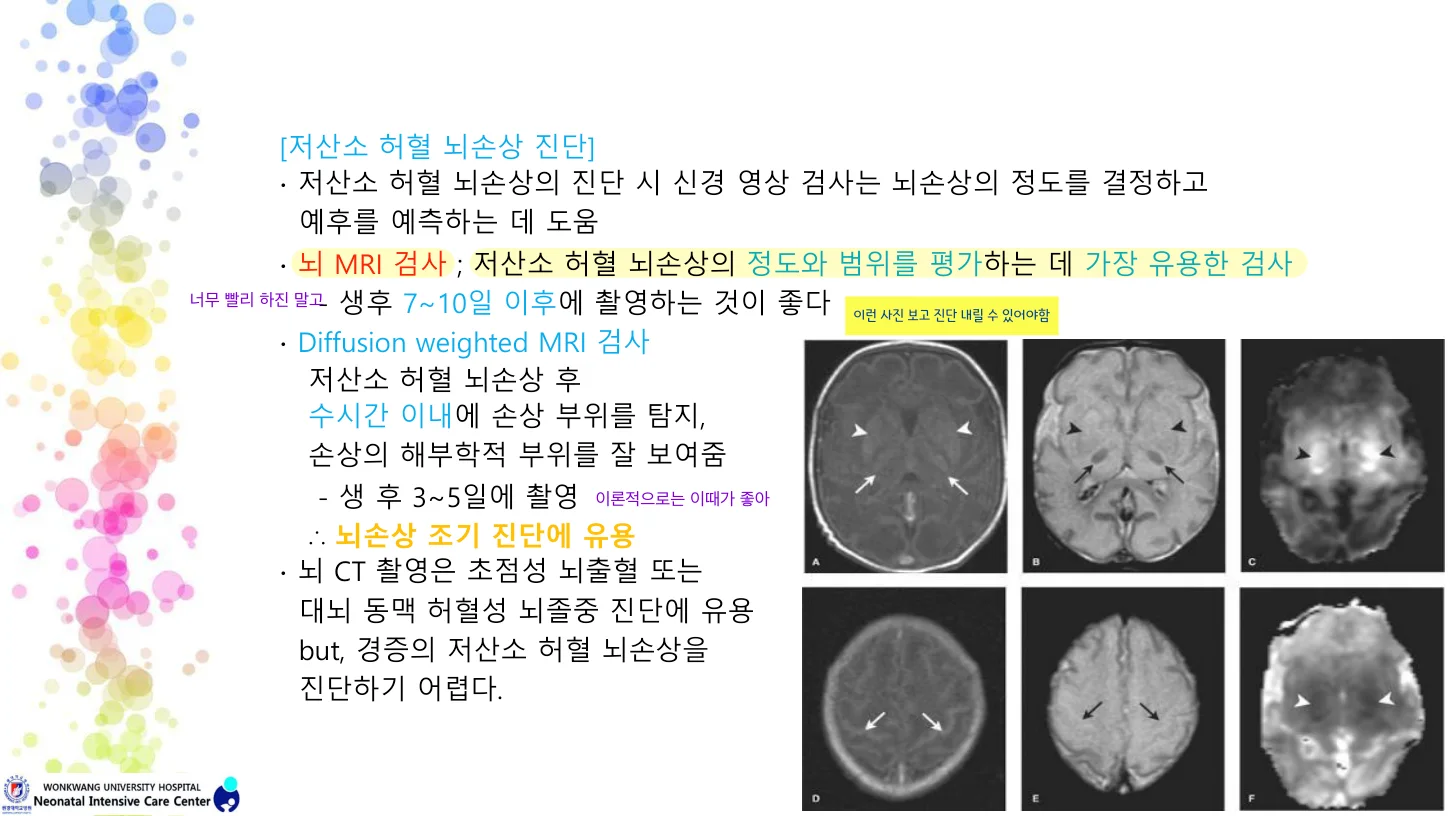 [저산소 허혈 뇌손상 진단]
· 저산소 허혈 뇌손상의 진단 시 신경 영상 검사는 뇌손상의 정도를 결정하고
예후를 예측하는 데 도움
· 뇌 MRI 검사 ; 저산소 허혈 뇌손상의 정도와 범위를 평가하는 데 가장 유용한 검사
너무 빨리 하진 말고
- 생후 7~10일 이후에 촬영하는 것이 좋다
이런 사진 보고 진단 내릴 수 있어야함
· Diffusion weighted MRI 검사
저산소 허혈 뇌손상 후
수시간 이내에 손상 부위를 탐지,
손상의 해부학적 부위를 잘 보여줌
- 생 후 3~5일에 촬영
이론적으로는 이때가 좋아
∴ 뇌손상 조기 진단에 유용
· 뇌 CT 촬영은 초점성 뇌출혈 또는
대뇌 동맥 허혈성 뇌졸중 진단에 유용
but, 경증의 저산소 허혈 뇌손상을
진단하기 어렵다.
A
B
C
D
E
F
WONKWANG UNIVERSITY HOSPITAL
Neonatal Intensive Care Center